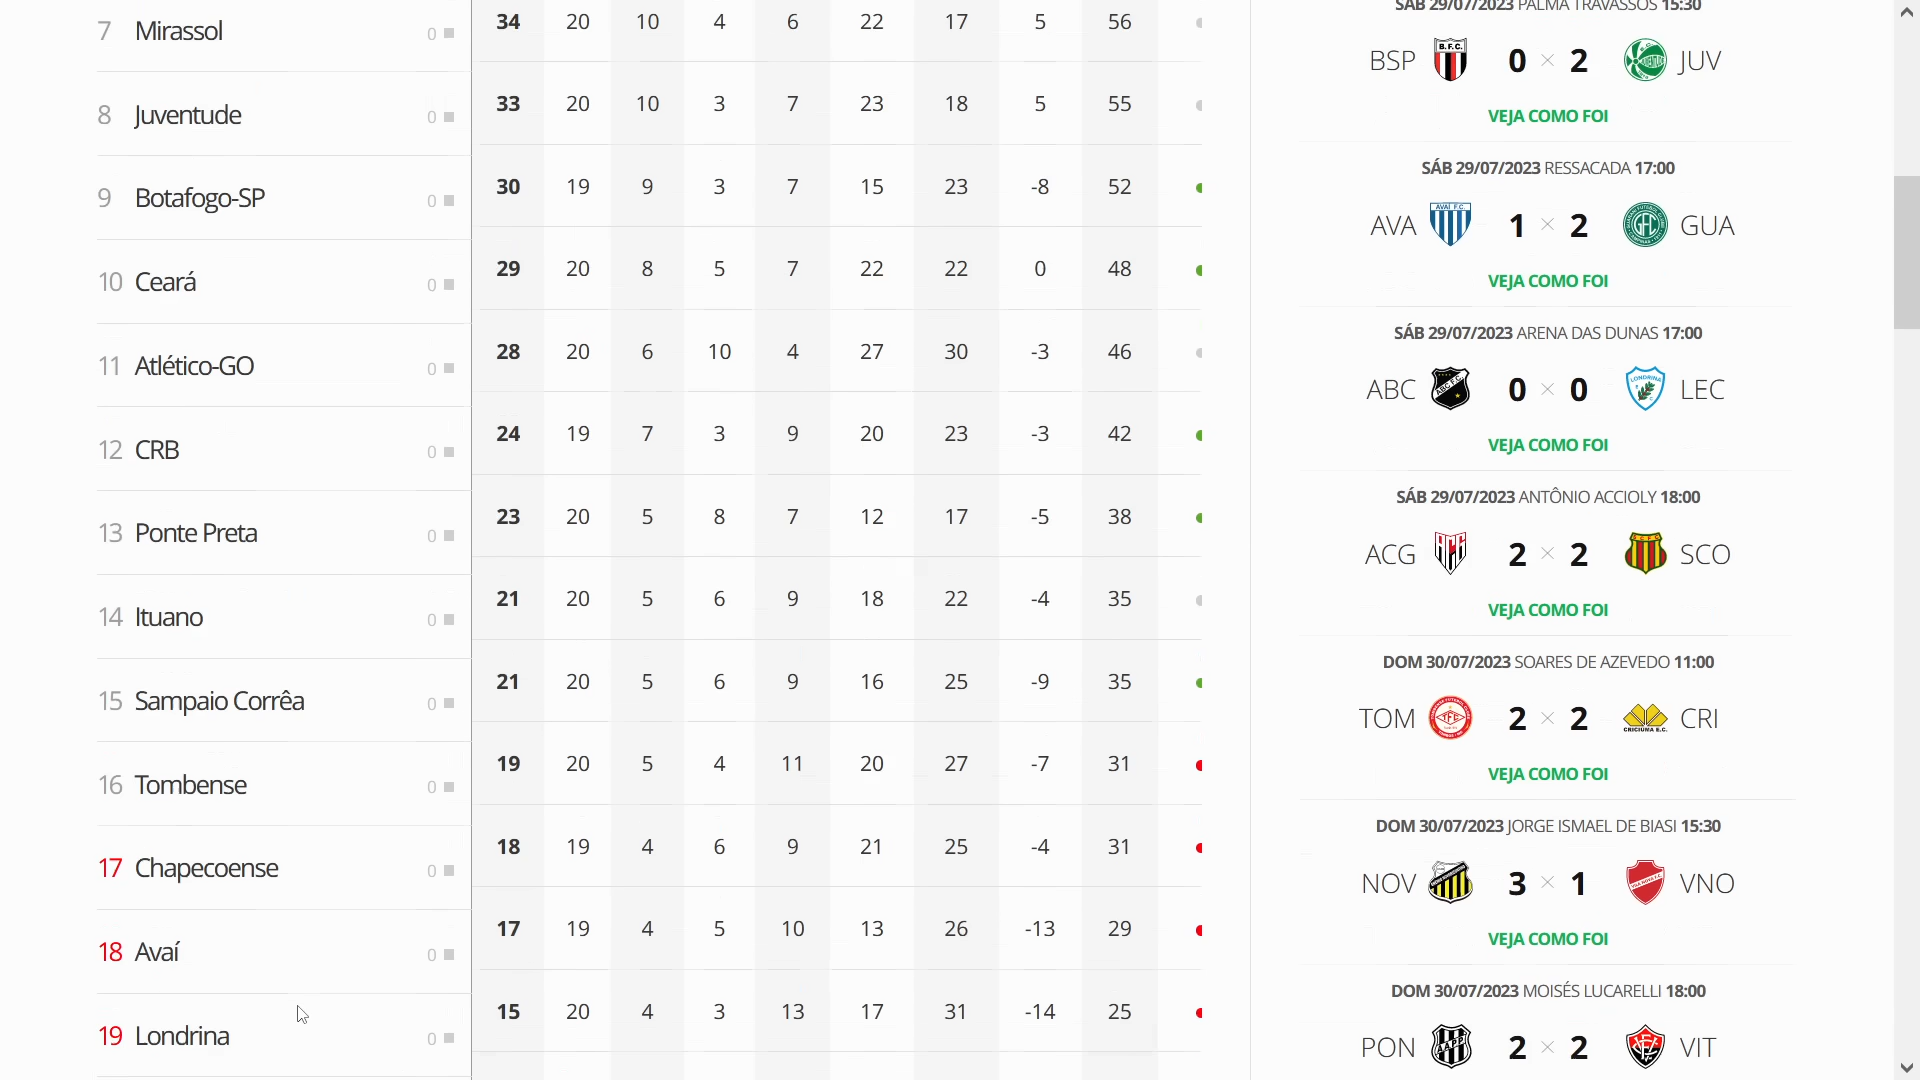 7 Mirassol 0 34 20 10 4 6 22 17 5 56
8 Juventude 0 33 20 10 3 7 23 18 5 55
9 Botafogo-SP 0 30 19 9 3 7 15 23 -8 52
10 Ceará 0 29 20 8 5 7 22 22 0 48
11 Atlético-GO 0 28 20 6 10 4 27 30 -3 46
12 CRB 0 24 19 7 3 9 20 23 -3 42
13 Ponte Preta 0 23 20 5 8 7 12 17 -5 38
14 Ituano 0 21 20 5 6 9 18 22 -4 35
15 Sampaio Corrêa 0 21 20 5 6 9 16 25 -9 35
16 Tombense 0 19 20 5 4 11 20 27 -7 31
17 Chapecoense 0 18 19 4 6 9 21 25 -4 31
18 Avaí 0 17 19 4 5 10 13 26 -13 29
19 Londrina 0 15 20 4 3 13 17 31 -14 25
SÁB 29/07/2023 PALMA TRAVASSOS 15:30
BSP 0 × 2 JUV
VEJA COMO FOI
SÁB 29/07/2023 RESSACADA 17:00
AVA 1 × 2 GUA
VEJA COMO FOI
SÁB 29/07/2023 ARENA DAS DUNAS 17:00
ABC 0 × 0 LEC
VEJA COMO FOI
SÁB 29/07/2023 ANTÔNIO ACCIOLY 18:00
ACG 2 × 2 SCO
VEJA COMO FOI
DOM 30/07/2023 SOARES DE AZEVEDO 11:00
TOM 2 × 2 CRI
VEJA COMO FOI
DOM 30/07/2023 JORGE ISMAEL DE BIASI 15:30
NOV 3 × 1 VNO
VEJA COMO FOI
DOM 30/07/2023 MOISÉS LUCARELLI 18:00
PON 2 × 2 VIT